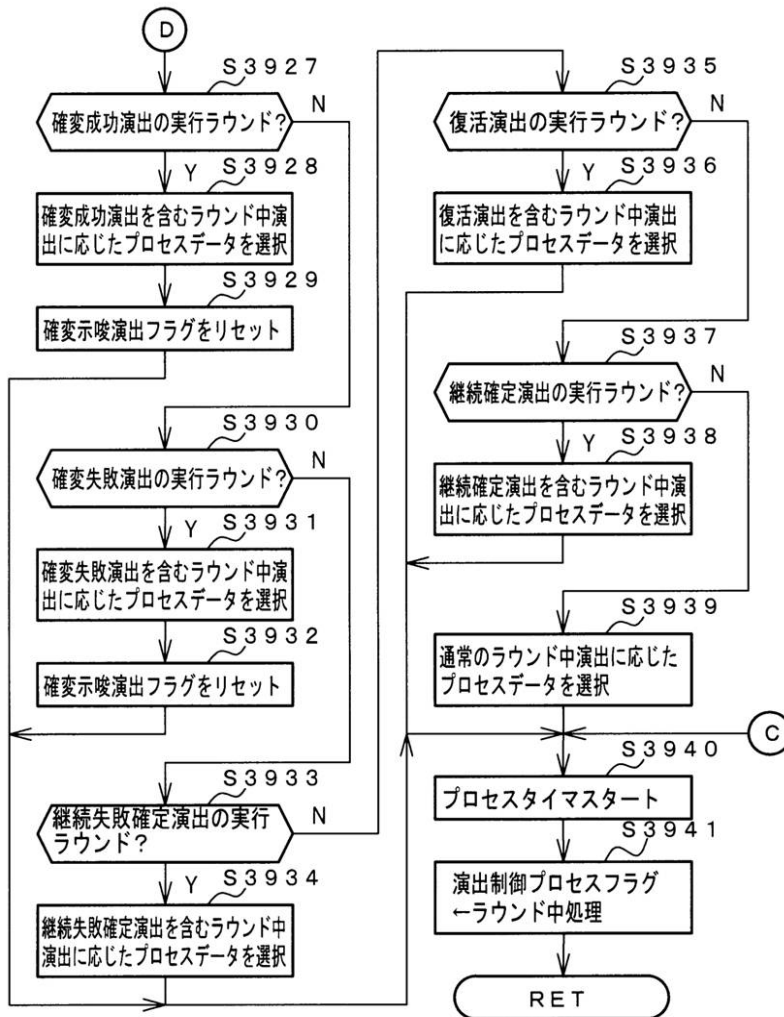 D
S3927
確変成功演出の実行ラウンド?
N
Y
S3928
確変成功演出を含むラウンド中演
出に応じたプロセスデータを選択
S3929
確変示唆演出フラグをリセット
S3930
確変失敗演出の実行ラウンド?
N
Y
S3931
確変失敗演出を含むラウンド中演
出に応じたプロセスデータを選択
S3932
確変示唆演出フラグをリセット
S3933
継続失敗確定演出の実行
ラウンド?
N
Y
S3934
継続失敗確定演出を含むラウンド中
演出に応じたプロセスデータを選択
S3935
復活演出の実行ラウンド?
N
Y
S3936
復活演出を含むラウンド中演出
に応じたプロセスデータを選択
S3937
継続確定演出の実行ラウンド?
N
Y
S3938
継続確定演出を含むラウンド中演
出に応じたプロセスデータを選択
S3939
通常のラウンド中演出に応じた
プロセスデータを選択
C
S3940
プロセスタイマスタート
S3941
演出制御プロセスフラグ
←ラウンド中処理
RET